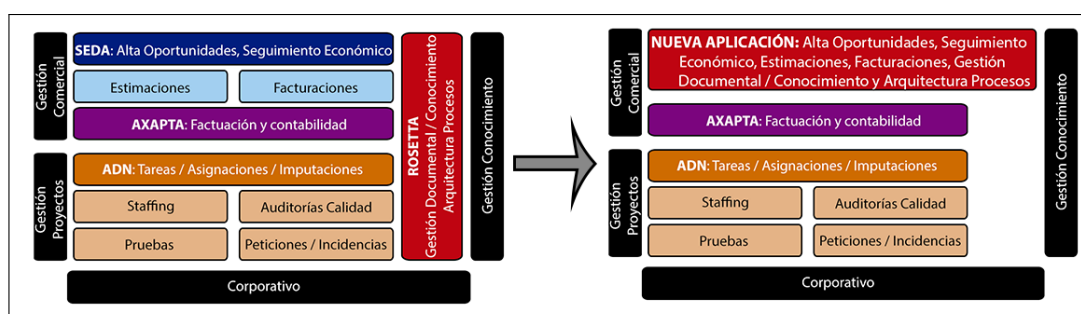 Gestión
Comercial
SEDA: Alta Oportunidades, Seguimiento Económico
Estimaciones
Facturaciones
AXAPTA: Factuación y contabilidad
Gestión
Proyectos
ADN: Tareas / Asignaciones / Imputaciones
Staffing
Auditorías Calidad
Pruebas
Peticiones / Incidencias
ROSETTA
Gestión Documental / Conocimiento
Arquitectura Procesos
Gestión Conocimiento
Corporativo
Gestión
Comercial
NUEVA APLICACIÓN: Alta Oportunidades, Seguimiento
Económico, Estimaciones, Facturaciones, Gestión
Documental / Conocimiento y Arquitectura Procesos
AXAPTA: Factuación y contabilidad
Gestión
Proyectos
ADN: Tareas / Asignaciones / Imputaciones
Staffing
Auditorías Calidad
Pruebas
Peticiones / Incidencias
Gestión Conocimiento
Corporativo